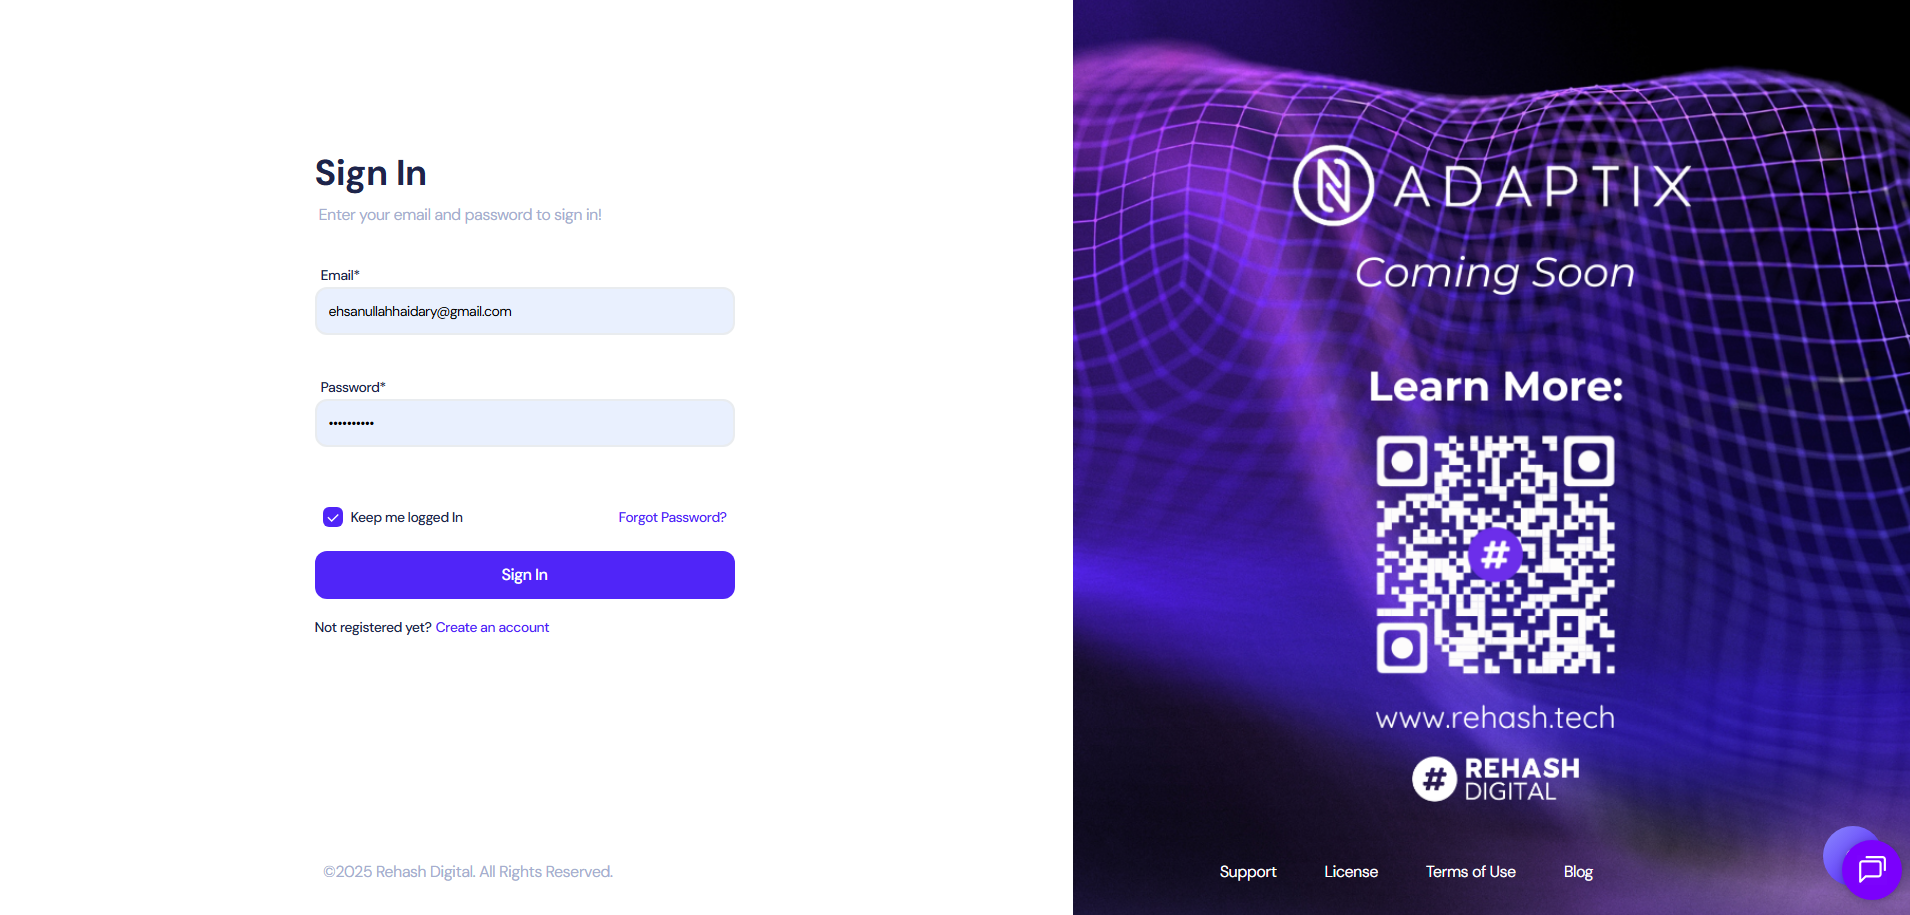 Sign In
Enter your email and password to sign in!
Email*
ehsanullahhaidary@gmail.com
Password*
••••••••••
Keep me logged In
Forgot Password?
Sign In
Not registered yet? Create an account
©2025 Rehash Digital. All Rights Reserved.
ADAPTIX
Coming Soon
Learn More:
#
www.rehash.tech
# REHASH
DIGITAL
Support
License
Terms of Use
Blog